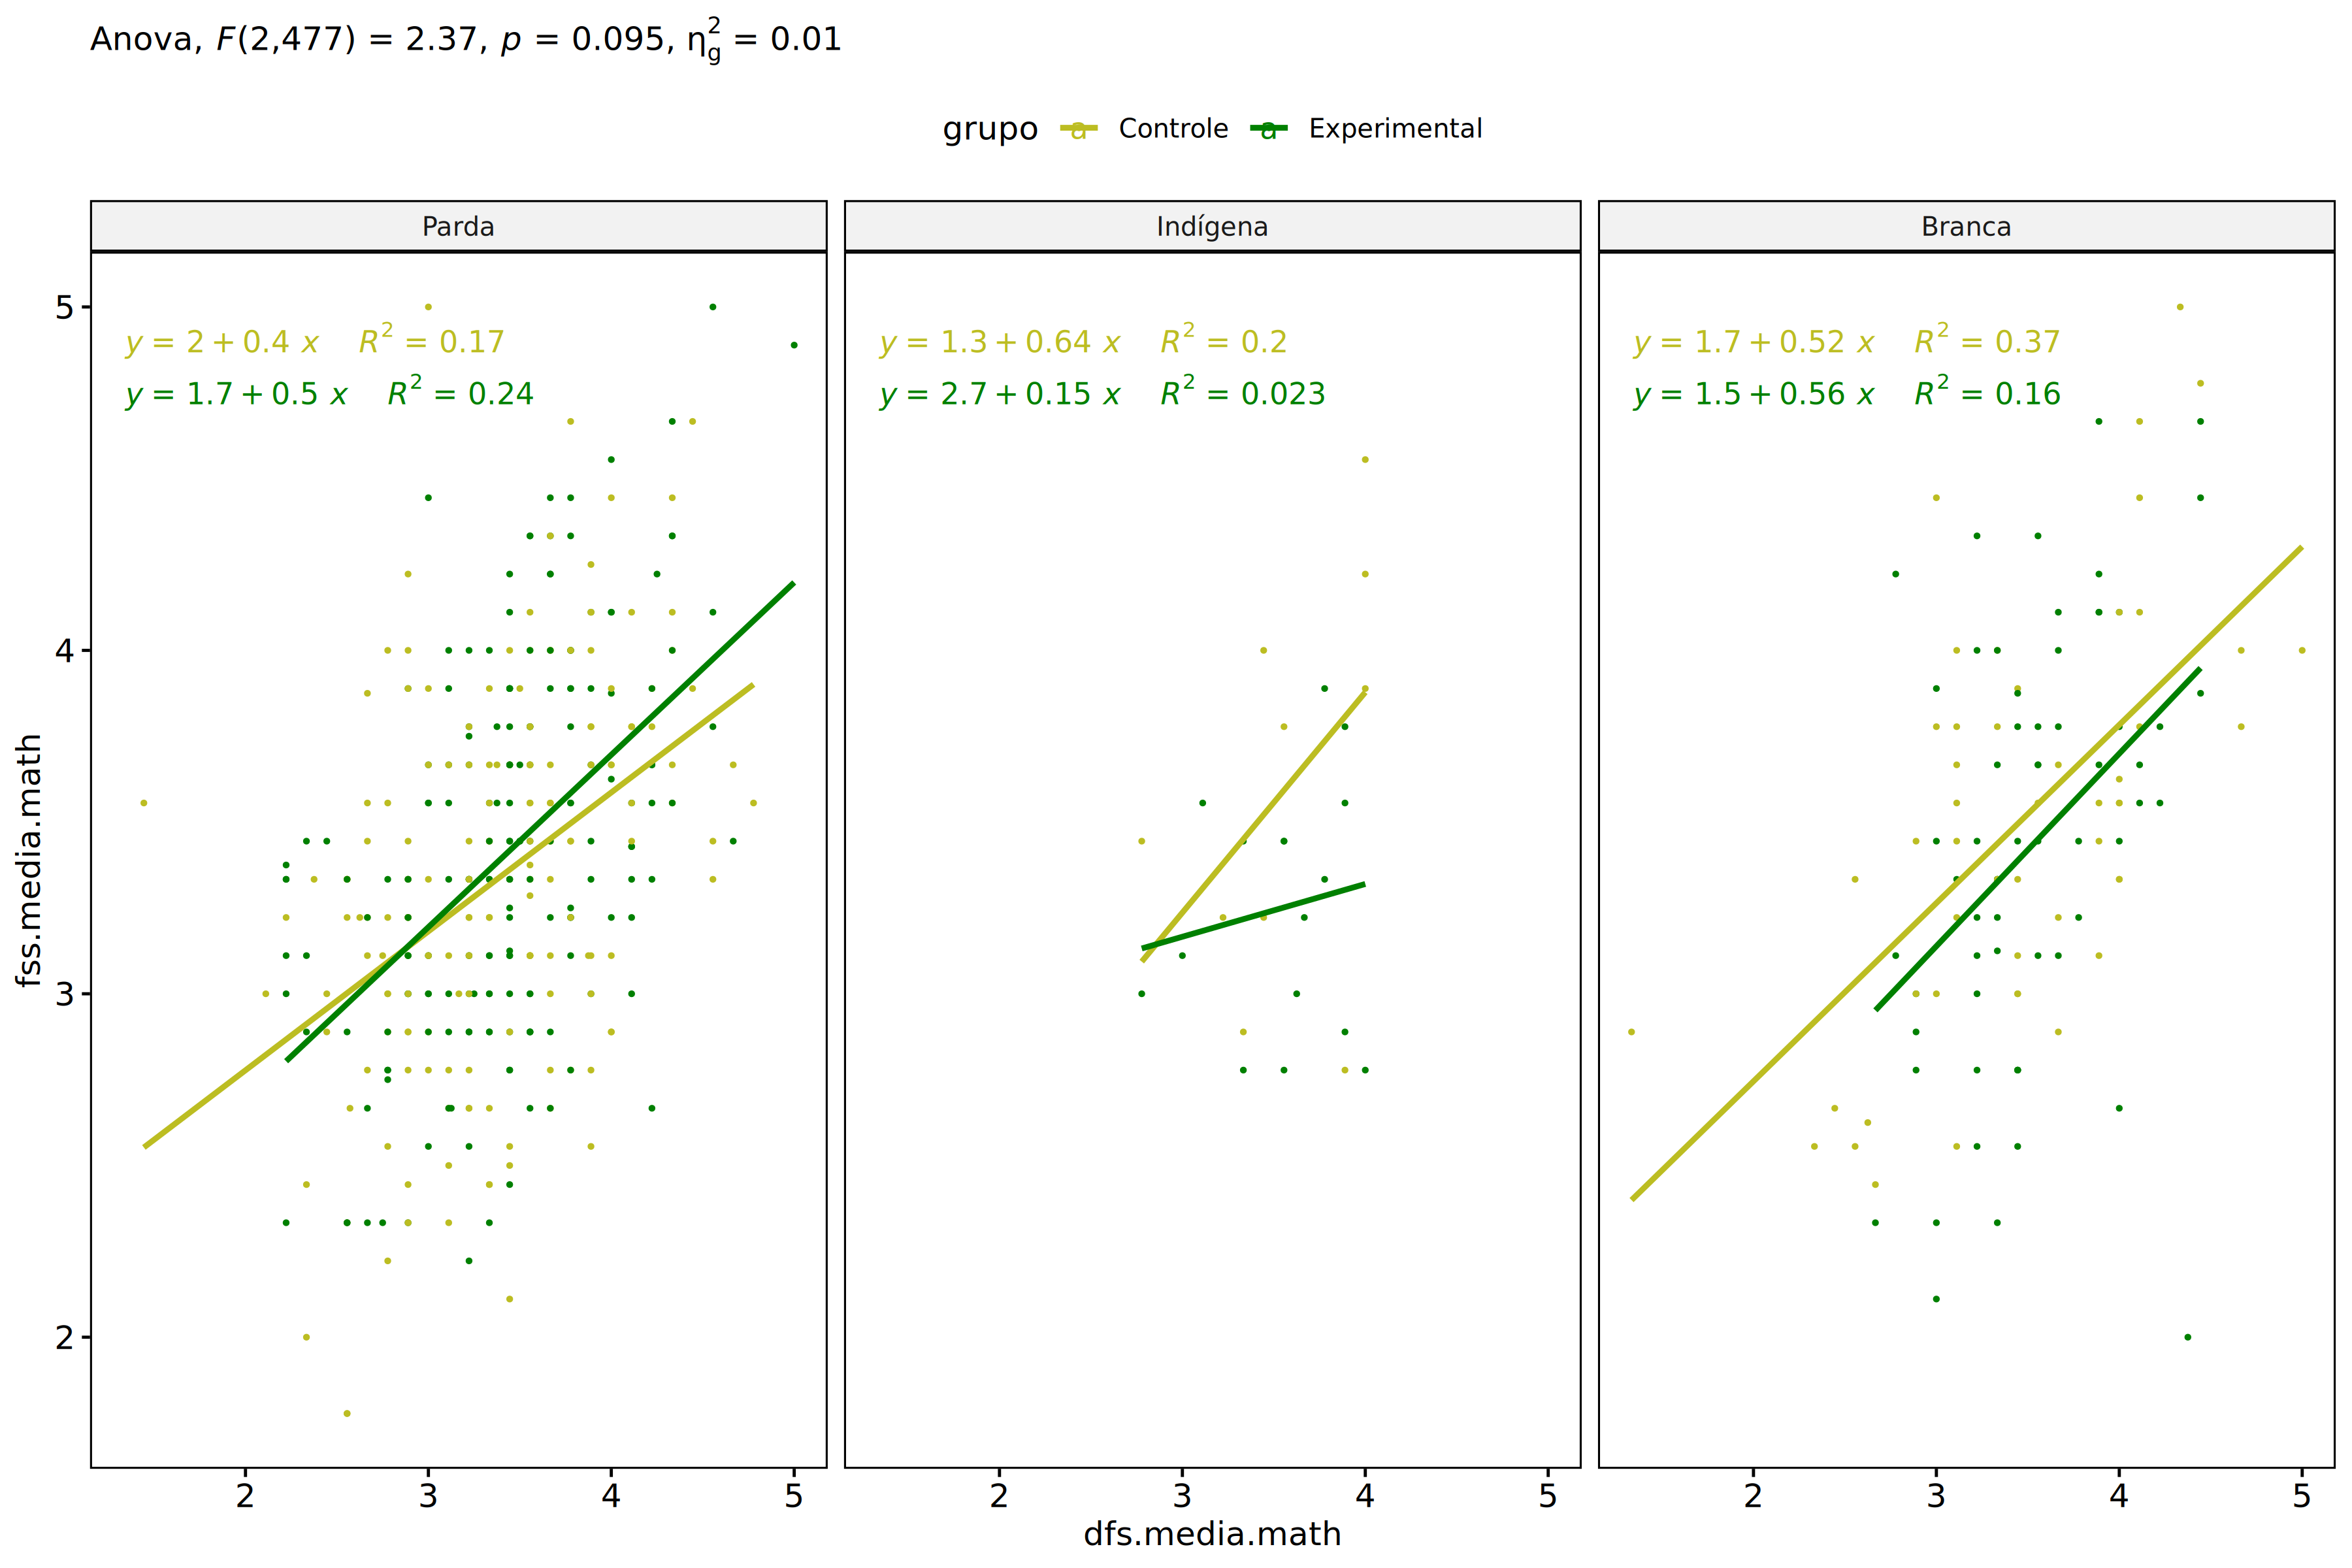 Anova, F(2,477) = 2.37, p = 0.095, η²g = 0.01
grupo a Controle a Experimental
Parda Indígena Branca
y = 2 + 0.4 x R² = 0.17
y = 1.7 + 0.5 x R² = 0.24
y = 1.3 + 0.64 x R² = 0.2
y = 2.7 + 0.15 x R² = 0.023
y = 1.7 + 0.52 x R² = 0.37
y = 1.5 + 0.56 x R² = 0.16
fss.media.math
5
4
3
2
2 3 4 5 2 3 4 5 2 3 4 5
dfs.media.math